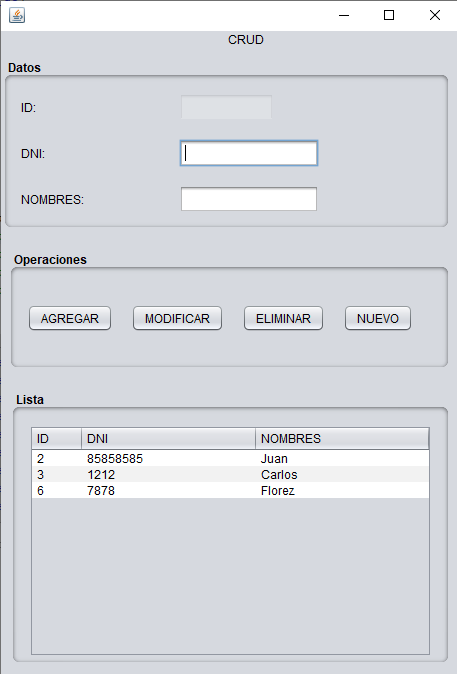 CRUD
Datos
ID:
DNI:
NOMBRES:
Operaciones
AGREGAR MODIFICAR ELIMINAR NUEVO
Lista
ID DNI NOMBRES
2 85858585 Juan
3 1212 Carlos
6 7878 Florez